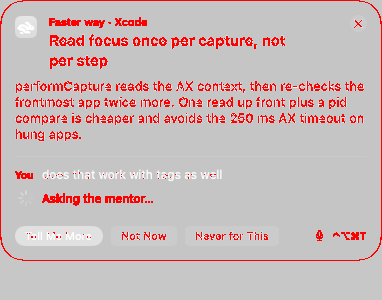 Faster way · Xcode
Read focus once per capture, not
per step
performCapture reads the AX context, then re-checks the
frontmost app twice more. One read up front plus a pid
compare is cheaper and avoids the 250 ms AX timeout on
hung apps.
You does that work with tags as well
Asking the mentor...
Tell Me More Not Now Never for This ^⌥⌘T